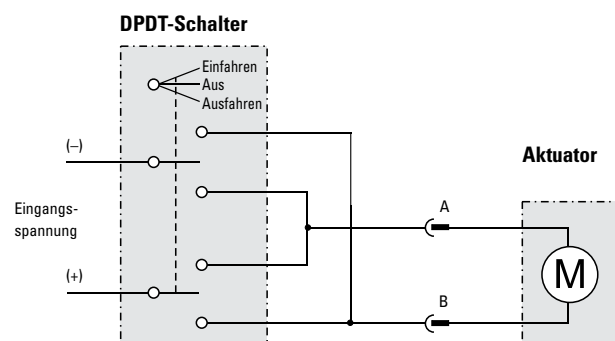 DPDT-Schalter
Einfahren
Aus
Ausfahren
(–)
Aktuator
Eingangs-
spannung
A
(+)
M
B